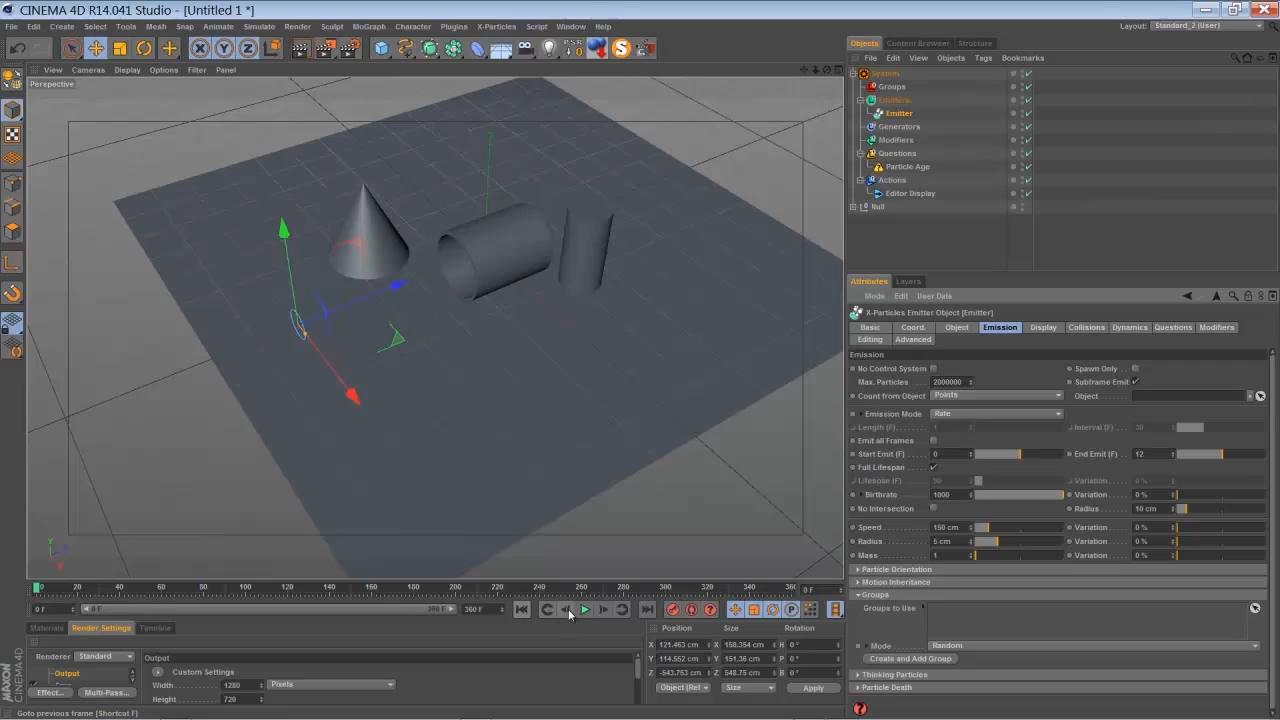 CINEMA 4D R14.041 Studio - [Untitled 1 *]
File Edit Create Select Tools Mesh Snap Animate Simulate Render Sculpt MoGraph Character Plugins X-Particles Script Window Help
Layout: Standard_2 (User)
Objects Content Browser Structure
File Edit View Objects Tags Bookmarks
View Cameras Display Options Filter Panel
Perspective
System
Groups
Emitters
Emitter
Generators
Modifiers
Questions
Particle Age
Actions
Editor Display
Null
Attributes Layers
Mode Edit User Data
X-Particles Emitter Object [Emitter]
Basic Coord. Object Emission Display Collisions Dynamics Questions Modifiers
Editing Advanced
Emission
No Control System Spawn Only
Max. Particles 2000000 Subframe Emit
Count from Object Points Object
Emission Mode Rate
Length (F) 1 Interval (F) 30
Emit all Frames
Start Emit (F) 0 End Emit (F) 12
Full Lifespan
Lifespan (F) 90 Variation 0 %
Birthrate 1000 Variation 0 %
No Intersection Radius 10 cm
Speed 150 cm Variation 0 %
Radius 5 cm Variation 0 %
Mass 1 Variation 0 %
Particle Orientation
Motion Inheritance
Groups
Groups to Use
Mode Random
Create and Add Group
Thinking Particles
Particle Death
0 20 40 60 80 100 120 140 160 180 200 220 240 260 280 300 320 340 360 0 F
0 F 0 F 360 F 360 F
Materials Render Settings Timeline
Renderer Standard
Output
Effect... Multi-Pass...
Output
Custom Settings
Width 1280 Pixels
Height 720
Position Size Rotation
X 121.463 cm X 158.354 cm H 0 °
Y 114.552 cm Y 151.36 cm P 0 °
Z -543.753 cm Z 548.75 cm B 0 °
Object (Rel Size Apply
MAXON CINEMA 4D
Go to previous frame [Shortcut F]